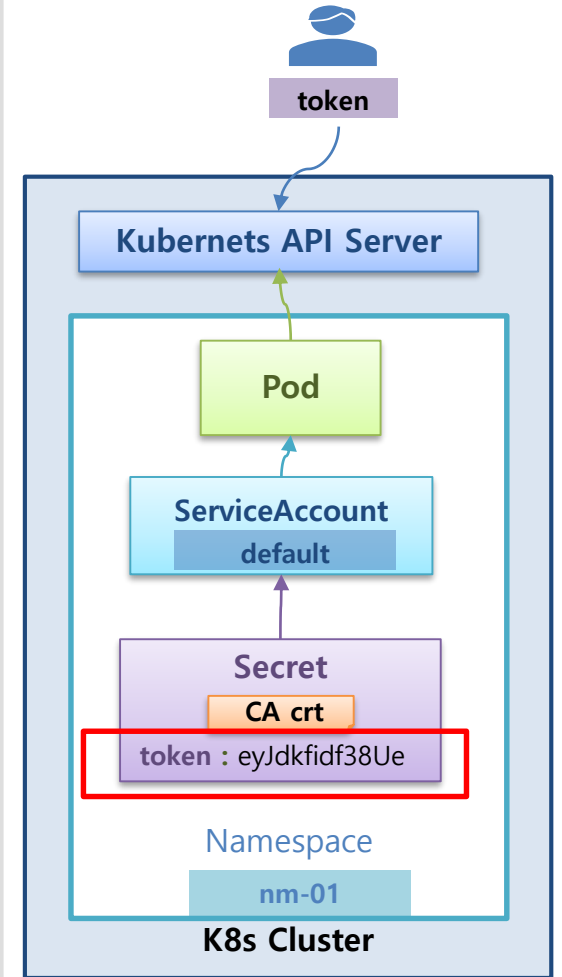 token
Kubernets API Server
Pod
ServiceAccount
default
Secret
CA crt
token : eyJdkfidf38Ue
Namespace
nm-01
K8s Cluster